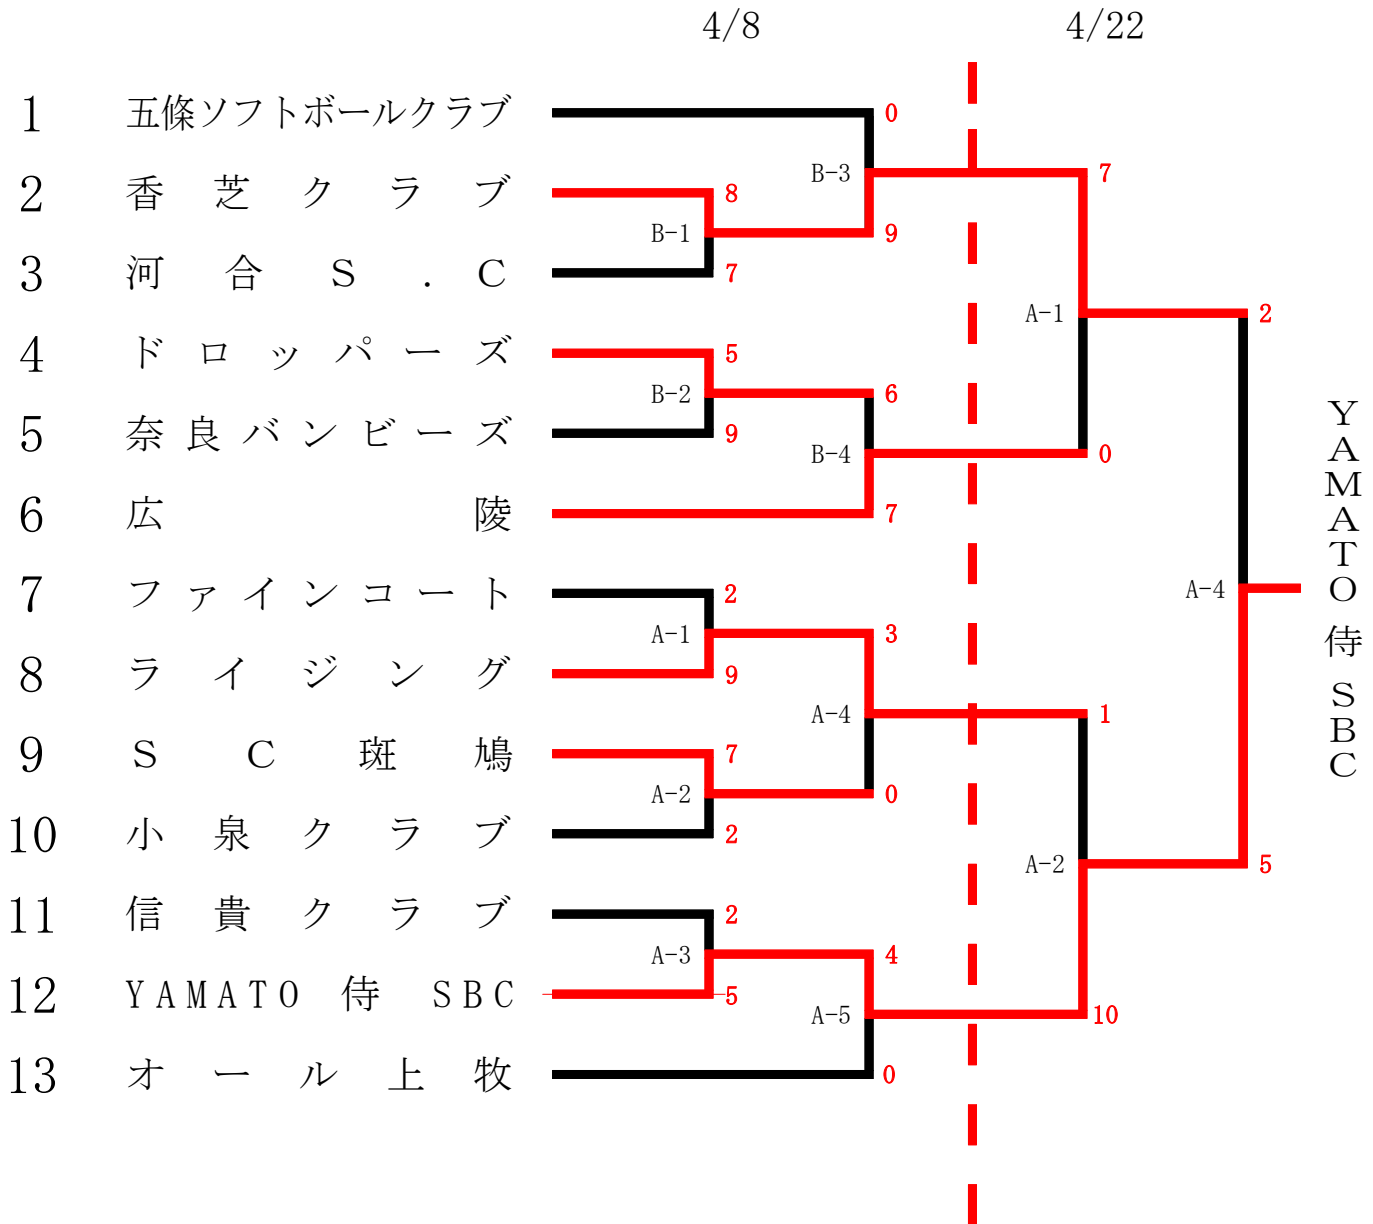 4/8 4/22
1 五條ソフトボールクラブ 0
B-3 7
2 香芝クラブ 8
B-1 9
3 河合S.C 7
A-1 2
4 ドロッパーズ 5
B-2 6
5 奈良バンビーズ 9
B-4 0
6 広陵 7
7 ファインコート 2
A-4
A-1 3
8 ライジング 9
A-4 1
9 SC斑鳩 7
A-2 0
10 小泉クラブ 2
A-2 5
11 信貴クラブ 2
A-3 4
12 YAMATO 侍 SBC 5
A-5 10
13 オール上牧 0
YAMATO侍SBC